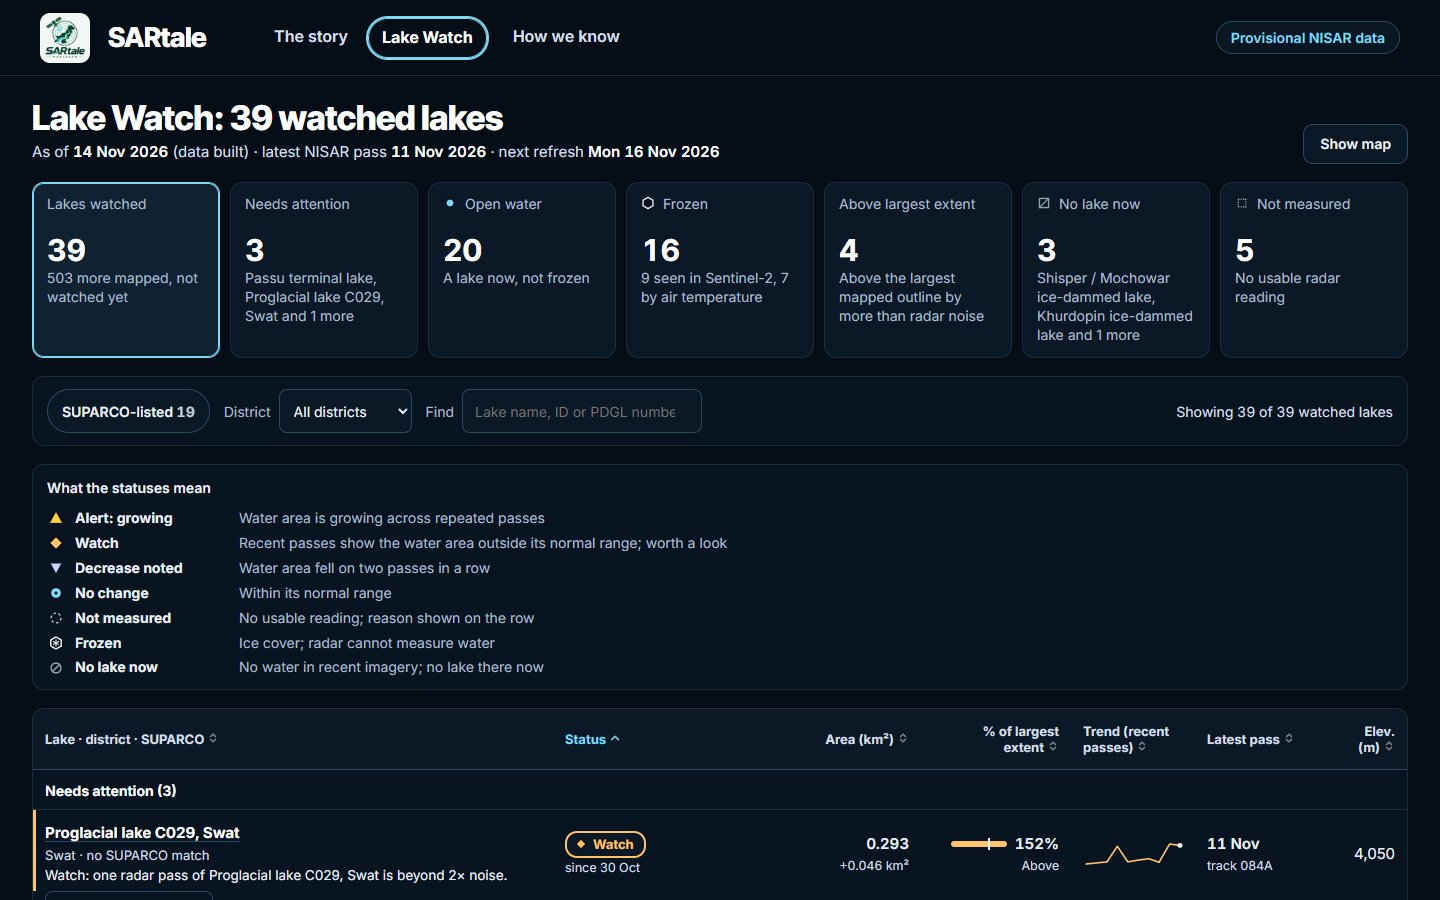 SARtale
SARtale
The story
Lake Watch
How we know
Provisional NISAR data
Lake Watch: 39 watched lakes
As of 14 Nov 2026 (data built) · latest NISAR pass 11 Nov 2026 · next refresh Mon 16 Nov 2026
Show map
Lakes watched
39
503 more mapped, not
watched yet
Needs attention
3
Passu terminal lake,
Proglacial lake C029,
Swat and 1 more
Open water
20
A lake now, not frozen
Frozen
16
9 seen in Sentinel-2, 7
by air temperature
Above largest extent
4
Above the largest
mapped outline by
more than radar noise
No lake now
3
Shisper / Mochowar
ice-dammed lake,
Khurdopin ice-dammed
lake and 1 more
Not measured
5
No usable radar
reading
SUPARCO-listed 19
District
All districts
Find
Lake name, ID or PDGL numbe
Showing 39 of 39 watched lakes
What the statuses mean
Alert: growing
Water area is growing across repeated passes
Watch
Recent passes show the water area outside its normal range; worth a look
Decrease noted
Water area fell on two passes in a row
No change
Within its normal range
Not measured
No usable reading; reason shown on the row
Frozen
Ice cover; radar cannot measure water
No lake now
No water in recent imagery; no lake there now
Lake · district · SUPARCO
Status
Area (km²)
% of largest
extent
Trend (recent
passes)
Latest pass
Elev.
(m)
Needs attention (3)
Proglacial lake C029, Swat
Swat · no SUPARCO match
Watch: one radar pass of Proglacial lake C029, Swat is beyond 2× noise.
Watch
since 30 Oct
0.293
+0.046 km²
152%
Above
11 Nov
track 084A
4,050